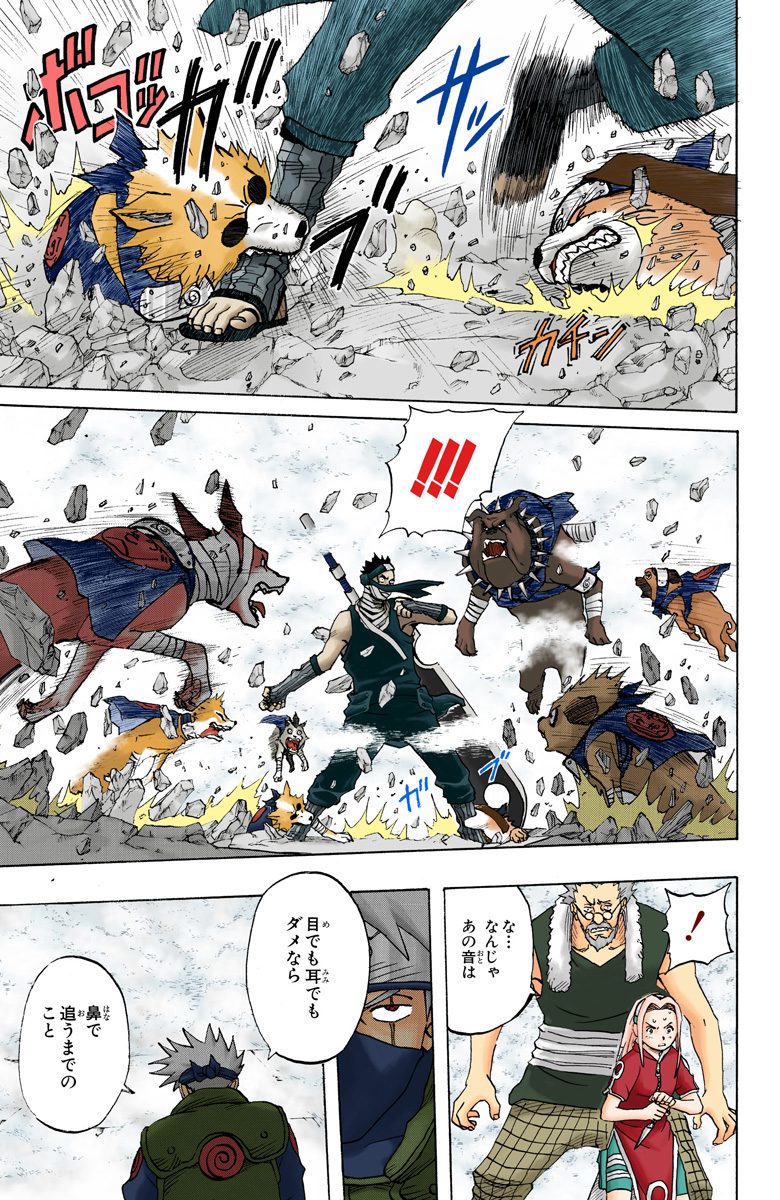 ボコッ
ザッ
ガブ
カチン
!!!
ガブ
!
な…
なんじゃ
あの音は
目でも耳でも
ダメなら
鼻で
追うまでの
こと